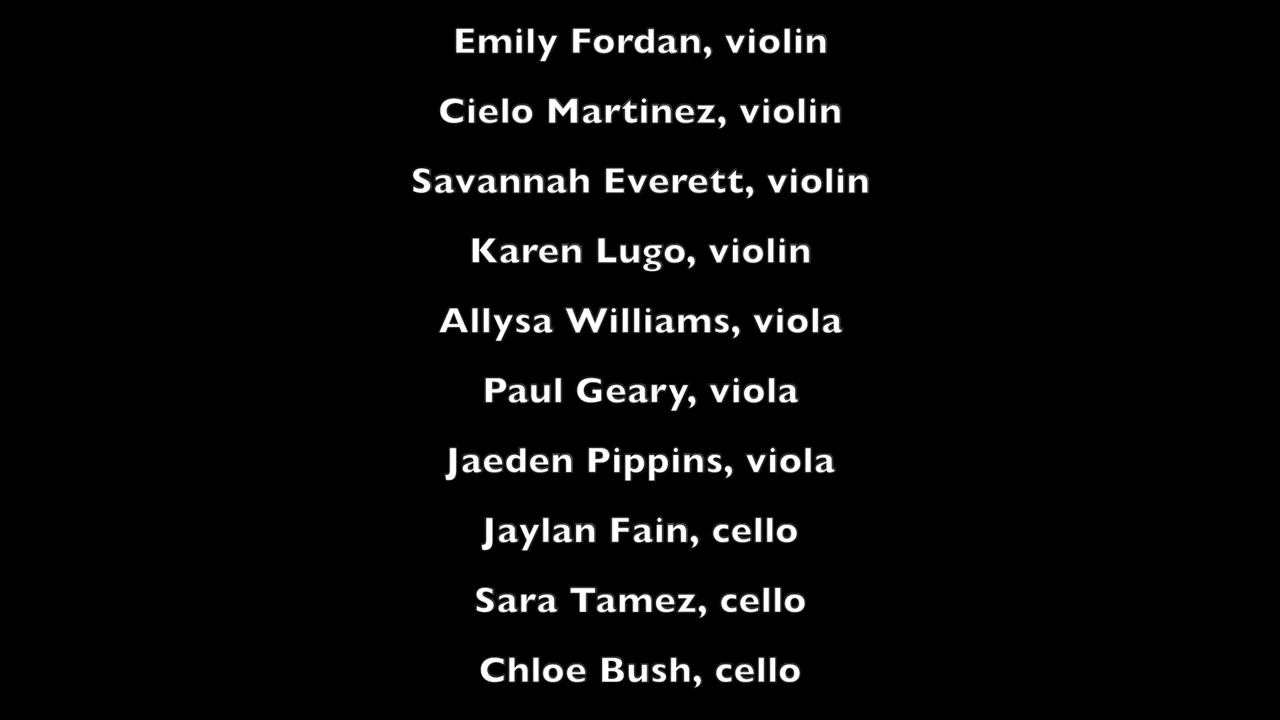 Emily Fordan, violin
Cielo Martinez, violin
Savannah Everett, violin
Karen Lugo, violin
Allysa Williams, viola
Paul Geary, viola
Jaeden Pippins, viola
Jaylan Fain, cello
Sara Tamez, cello
Chloe Bush, cello